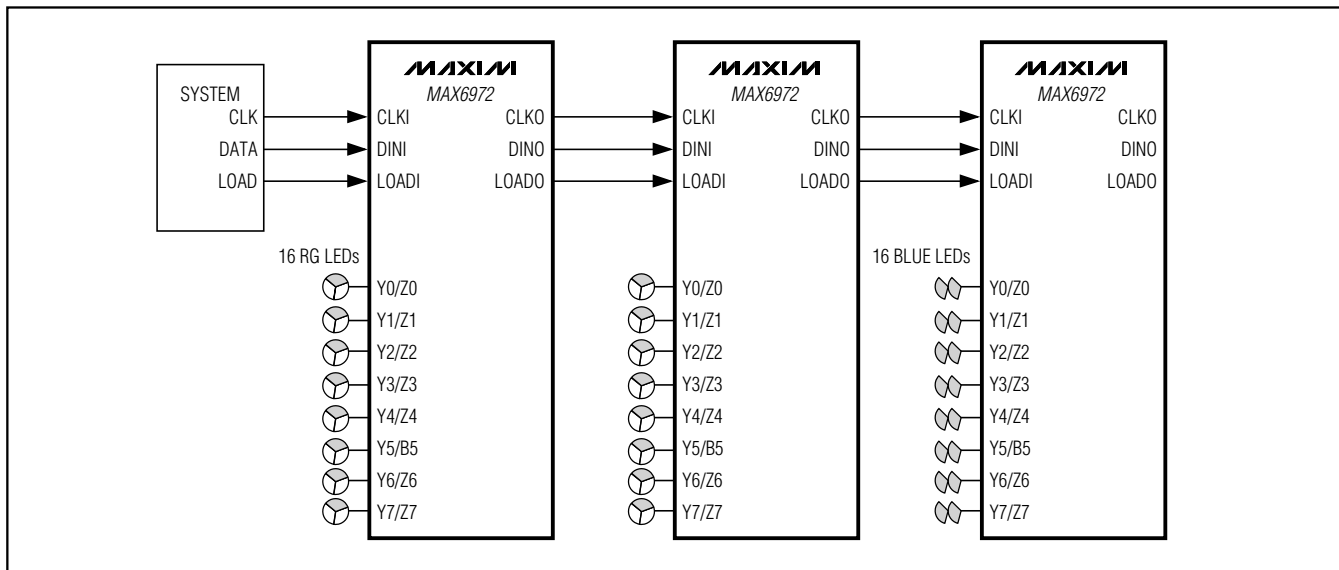 SYSTEM
CLK
DATA
LOAD
MAXIM
MAX6972
CLKI CLKO
DINI DINO
LOADI LOADO
16 RG LEDs
Y0/Z0
Y1/Z1
Y2/Z2
Y3/Z3
Y4/Z4
Y5/B5
Y6/Z6
Y7/Z7
MAXIM
MAX6972
CLKI CLKO
DINI DINO
LOADI LOADO
Y0/Z0
Y1/Z1
Y2/Z2
Y3/Z3
Y4/Z4
Y5/B5
Y6/Z6
Y7/Z7
MAXIM
MAX6972
CLKI CLKO
DINI DINO
LOADI LOADO
16 BLUE LEDs
Y0/Z0
Y1/Z1
Y2/Z2
Y3/Z3
Y4/Z4
Y5/B5
Y6/Z6
Y7/Z7